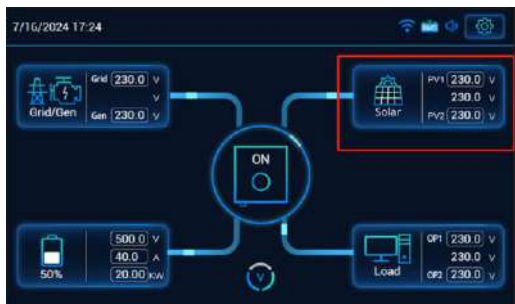 7/16/2024 17:24
Grid 230.0 V
V
Gen 230.0 V
Grid/Gen
PV1 230.0 V
230.0 V
PV2 230.0 V
Solar
ON
500.0 V
40.0 A
20.00 KW
50%
V
OP1 230.0 V
230.0 V
OP2 230.0 V
Load